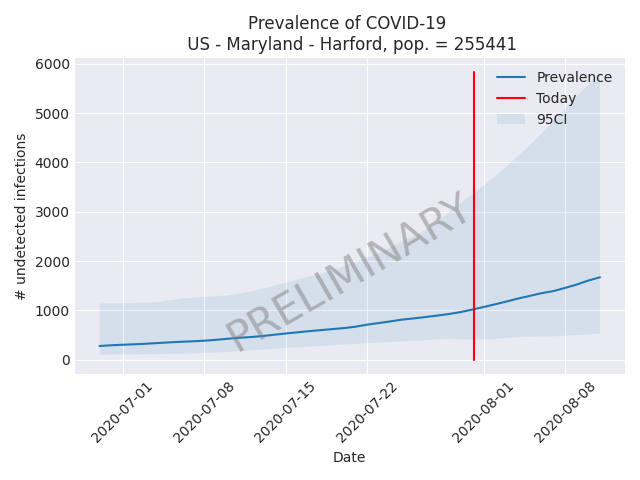 Prevalence of COVID-19
US - Maryland - Harford, pop. = 255441
6000
5000
4000
3000
2000
1000
0
# undetected infections
Prevalence
Today
95CI
PRELIMINARY
2020-07-01
2020-07-08
2020-07-15
2020-07-22
2020-08-01
2020-08-08
Date